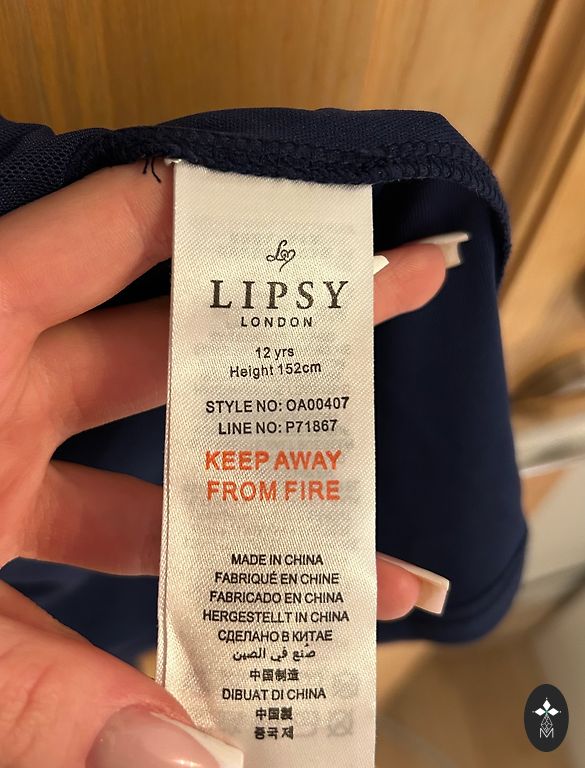 LIPSY
LONDON
12 yrs
Height 152cm
STYLE NO: OA00407
LINE NO: P71867
KEEP AWAY
FROM FIRE
MADE IN CHINA
FABRIQUÉ EN CHINE
FABRICADO EN CHINA
HERGESTELLT IN CHINA
СДЕЛАНО В КИТАЕ
صُنع في الصين
中国制造
DIBUAT DI CHINA
中國製
중국 제